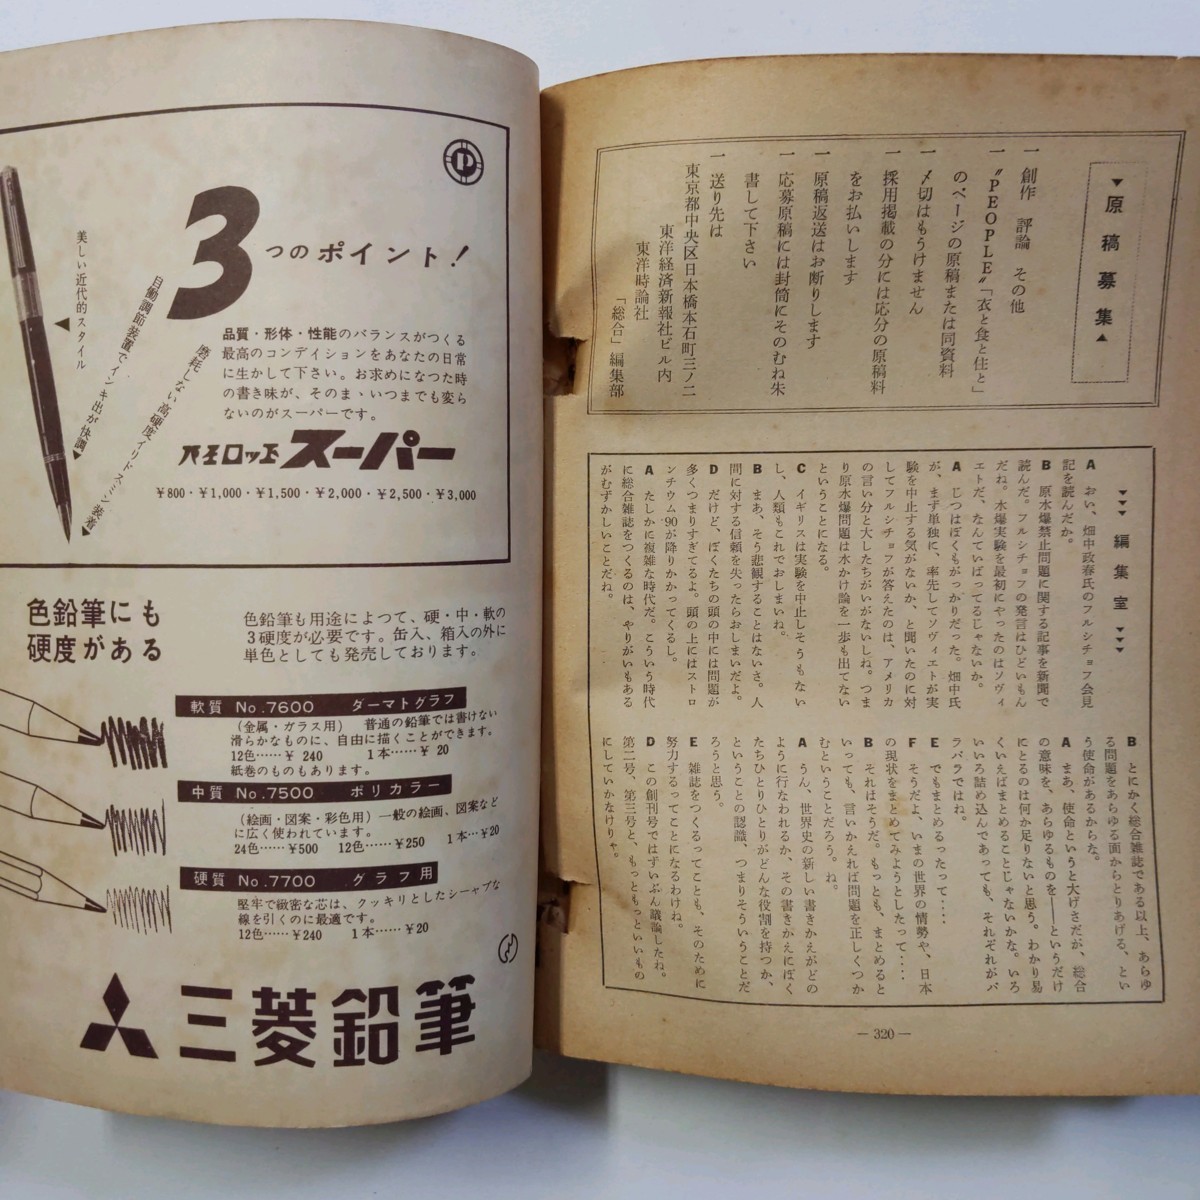 P
3つのポイント！
美しい近代的スタイル
自働調節装置でインキ出が快調
磨耗しない高硬度イリドスミン装着
品質・形体・性能のバランスがつくる
最高のコンディションをあなたの日常
に生かして下さい。お求めになつた時
の書き味が、そのまゝいつまでも変ら
ないのがスーパーです。
パイロット スーパー
¥800・¥1,000・¥1,500・¥2,000・¥2,500・¥3,000
色鉛筆にも
硬度がある
色鉛筆も用途によつて、硬・中・軟の
3硬度が必要です。缶入、箱入の外に
単色としても発売しております。
軟質 No.7600 ダーマトグラフ
(金属・ガラス用) 普通の鉛筆では書けない
滑らかなものに、自由に描くことができます。
12色……¥240 1本……¥20
紙巻のものもあります。
中質 No.7500 ポリカラー
(絵画・図案・彩色用) 一般の絵画、図案など
に広く使われています。
24色……¥500 12色……¥250 1本…¥20
硬質 No.7700 グラフ用
堅牢で緻密な芯は、クッキリとしたシャープな
線を引くのに最適です。
12色……¥240 1本……¥20
三菱鉛筆
▼原稿募集▲
一 創作 評論 その他
一 〝PEOPLE〟「衣と食と住と」
のページの原稿または同資料
一 〆切はもうけません
一 採用掲載の分には応分の原稿料
をお払いします
一 原稿返送はお断りします
一 応募原稿には封筒にそのむね朱
書して下さい
一 送り先は
東京都中央区日本橋本石町三ノ二
東洋経済新報社ビル内
東洋時論社
「総合」編集部
▼▼▼編集室▼▼▼
A おい、畑中政春氏のフルシチョフ会見
記を読んだか。
B 原水爆禁止問題に関する記事を新聞で
読んだ。フルシチョフの発言はひどいもん
だね。水爆実験を最初にやったのはソヴィ
エトだ、なんていばってるじゃないか。
A じつはぼくもがっかりだった。畑中氏
が、まず単独に、率先してソヴィエトが実
験を中止する気がないか、と聞いたのに対
してフルシチョフが答えたのは、アメリカ
の言い分と大したちがいがないしね。つま
り原水爆問題は水かけ論を一歩も出てない
ということになる。
C イギリスは実験を中止しそうもない
し、人類もこれでおしまいかね。
B まあ、そう悲観することはないさ。人
間に対する信頼を失ったらおしまいだよ。
D だけど、ぼくたちの頭の中には問題が
多くつまりすぎてるよ。頭の上にはストロ
ンチウム90が降りかかってくるし。
A たしかに複雑な時代だ。こういう時代
に総合雑誌をつくるのは、やりがいもある
がむずかしいことだね。
B とにかく総合雑誌である以上、あらゆ
る問題をあらゆる面からとりあげる、とい
う使命があるからな。
A まあ、使命というと大げさだが、総合
の意味を、あらゆるものを――というだけ
にとるのは何か足りないと思う。わかり易
くいえばまとめることじゃないかな。いろ
いろ詰め込んであっても、それぞれがバ
ラバラではね。
E でもまとめるったって‥‥
F そうだよ、いまの世界の情勢や、日本
の現状をまとめてみようとしたって‥‥
B それはそうだ。もっとも、まとめると
いっても、言いかえれば問題を正しくつか
むということだろう。ね。
A うん、世界史の新しい書きかえがどの
ように行なわれるか、その書きかえにぼく
たちひとりひとりがどんな役割を持つか、
ということの認識、つまりそういうことだ
ろうと思う。
E 雑誌をつくるってことも、そのために
努力するってことになるわけね。
D この創刊号ではずいぶん議論したね。
第二号、第三号と、もっともっといいもの
にしていかなけりゃ。
— 320 —